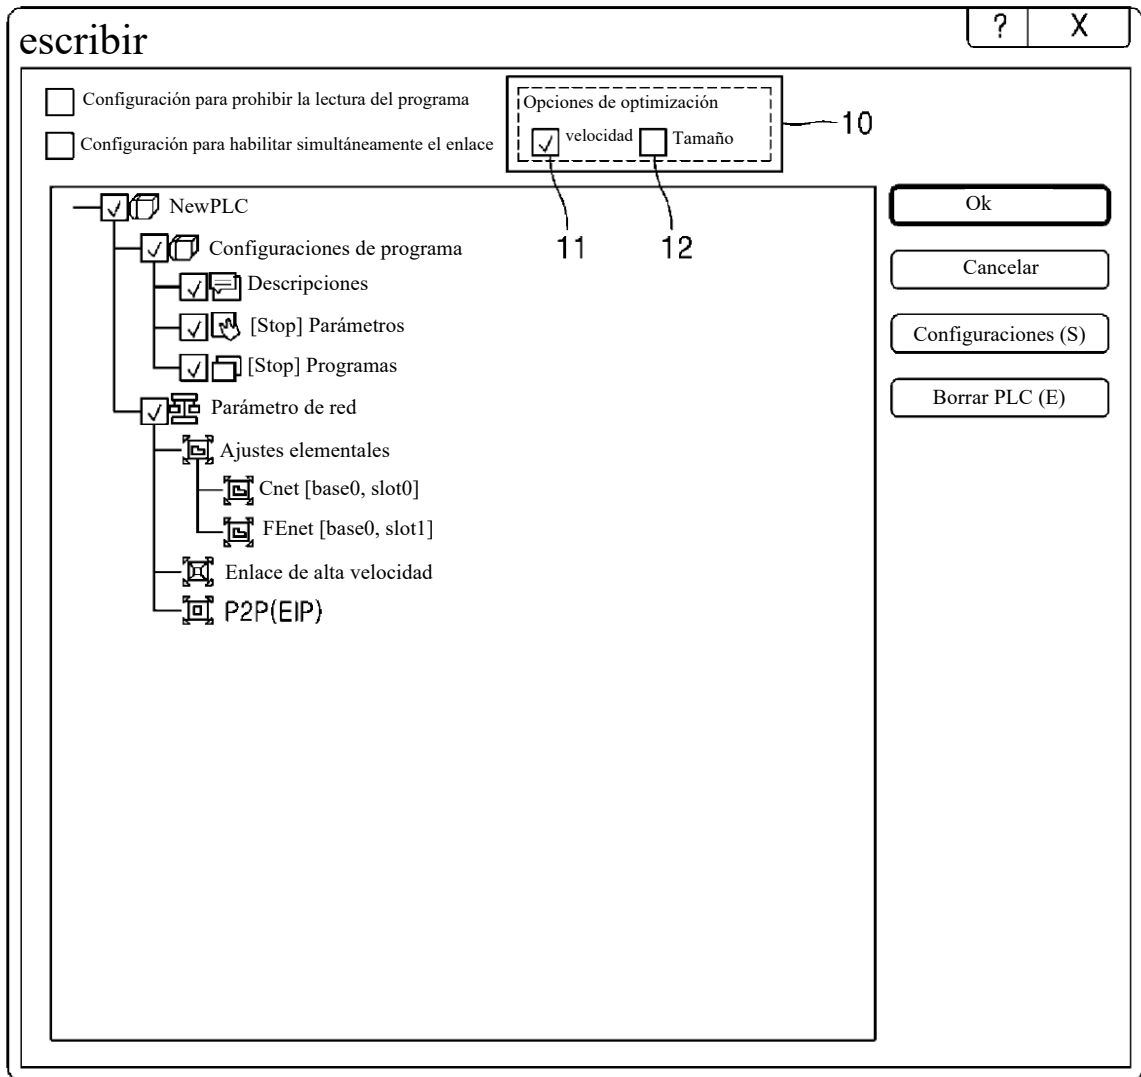 escribir
? X
Configuración para prohibir la lectura del programa
Configuración para habilitar simultáneamente el enlace
Opciones de optimización
velocidad Tamaño
10
11 12
NewPLC
Configuraciones de programa
Descripciones
[Stop] Parámetros
[Stop] Programas
Parámetro de red
Ajustes elementales
Cnet [base0, slot0]
FEnet [base0, slot1]
Enlace de alta velocidad
P2P(EIP)
Ok
Cancelar
Configuraciones (S)
Borrar PLC (E)